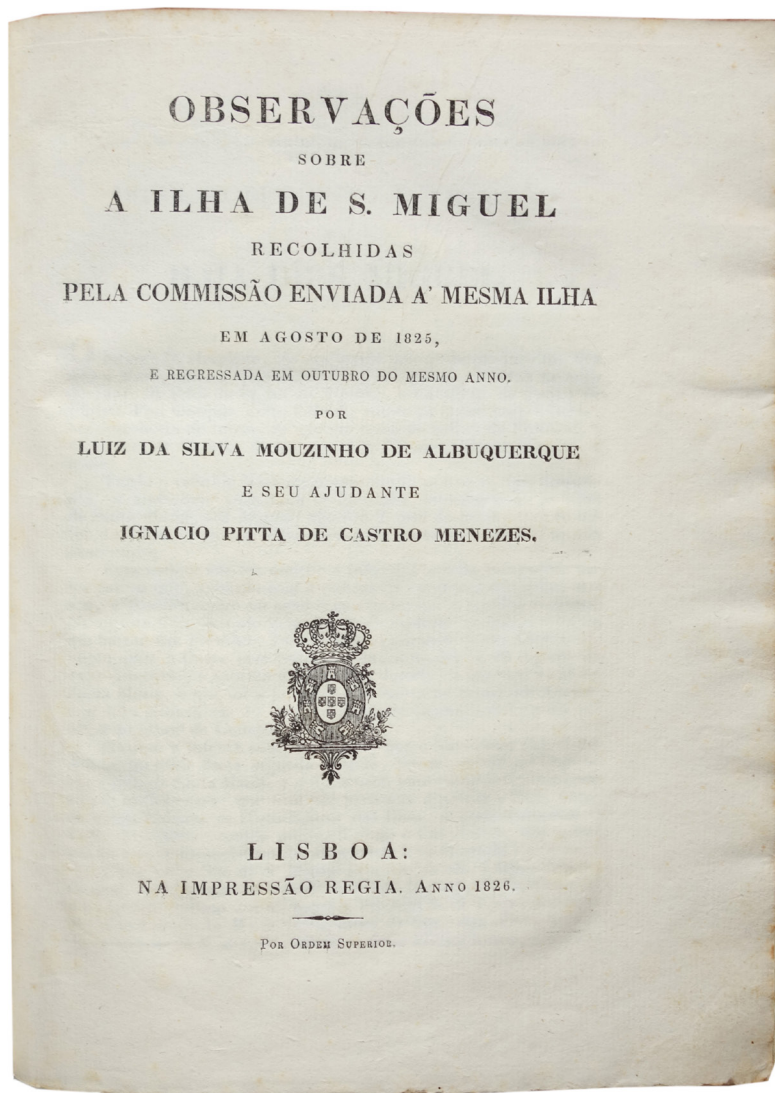 OBSERVAÇÕES
SOBRE
A ILHA DE S. MIGUEL
RECOLHIDAS
PELA COMMISSÃO ENVIADA A' MESMA ILHA
EM AGOSTO DE 1825,
E REGRESSADA EM OUTUBRO DO MESMO ANNO.
POR
LUIZ DA SILVA MOUZINHO DE ALBUQUERQUE
E SEU AJUDANTE
IGNACIO PITTA DE CASTRO MENEZES.
LISBOA:
NA IMPRESSÃO REGIA. ANNO 1826.
POR ORDEM SUPERIOR.